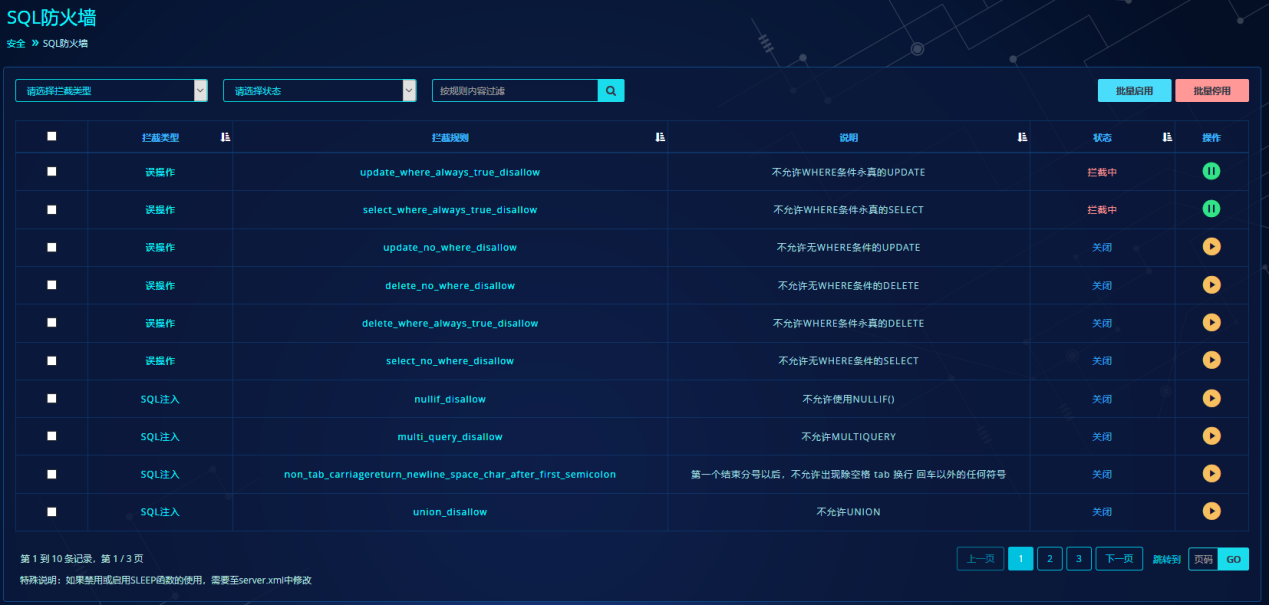 SQL防火墙
安全 » SQL防火墙
请选择拦截类型 请选择状态 按规则内容过滤 批量启用 批量停用
拦截类型 拦截规则 说明 状态 操作
误操作 update_where_always_true_disallow 不允许WHERE条件永真的UPDATE 拦截中
误操作 select_where_always_true_disallow 不允许WHERE条件永真的SELECT 拦截中
误操作 update_no_where_disallow 不允许无WHERE条件的UPDATE 关闭
误操作 delete_no_where_disallow 不允许无WHERE条件的DELETE 关闭
误操作 delete_where_always_true_disallow 不允许WHERE条件永真的DELETE 关闭
误操作 select_no_where_disallow 不允许无WHERE条件的SELECT 关闭
SQL注入 nullif_disallow 不允许使用NULLIF() 关闭
SQL注入 multi_query_disallow 不允许MULTIQUERY 关闭
SQL注入 non_tab_carriagereturn_newline_space_char_after_first_semicolon 第一个结束分号以后，不允许出现除空格 tab 换行 回车以外的任何符号 关闭
SQL注入 union_disallow 不允许UNION 关闭
第 1 到 10 条记录，第 1 / 3 页 上一页 1 2 3 下一页 跳转到 页码 GO
特殊说明：如果禁用或启用SLEEP函数的使用，需要至server.xml中修改